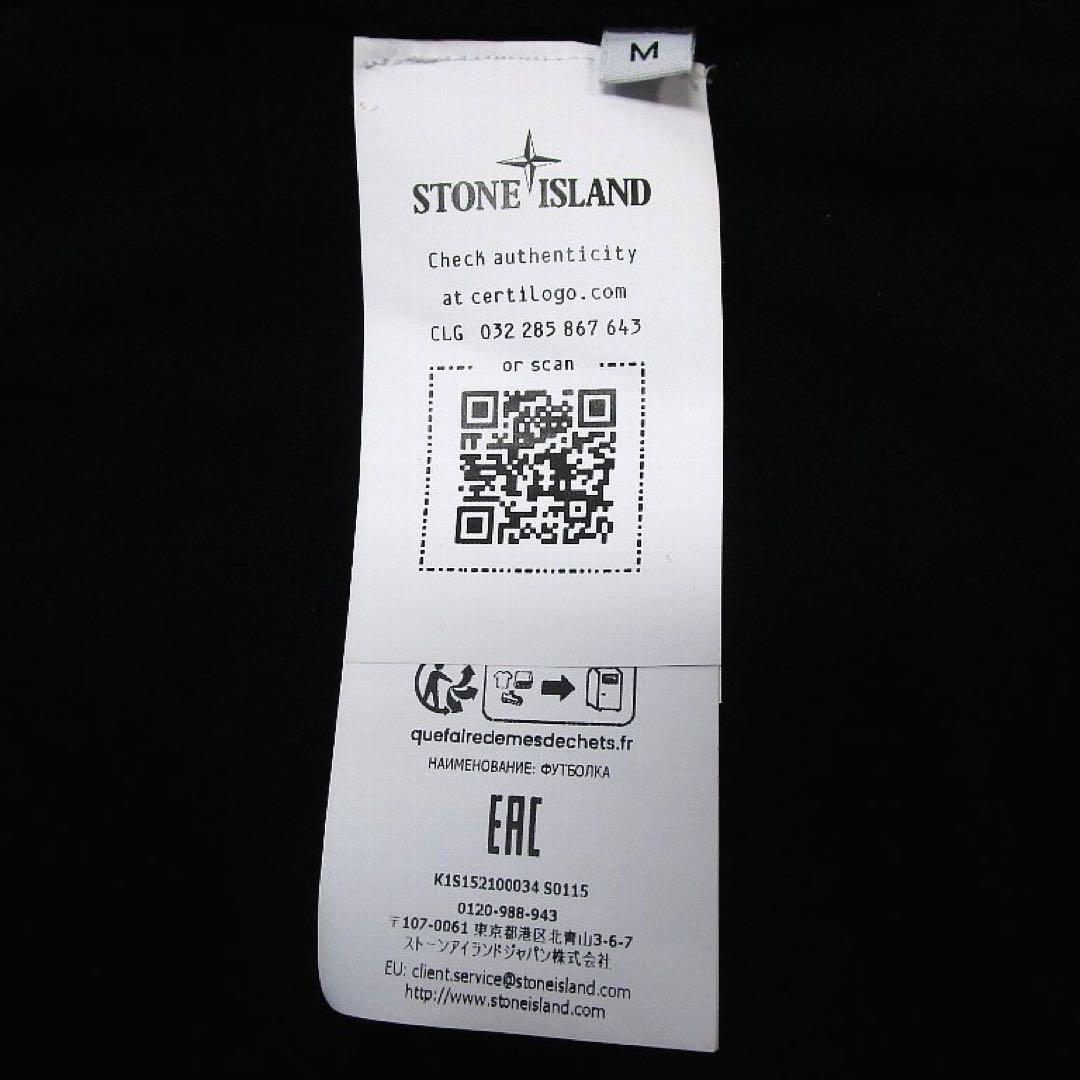 M
STONE ISLAND
Check authenticity
at certilogo.com
CLG 032 285 867 643
or scan
quefairedemesdechets.fr
НАИМЕНОВАНИЕ: ФУТБОЛКА
EAC
K1S152100034 S0115
0120-988-943
〒107-0061 東京都港区北青山3-6-7
ストーンアイランドジャパン株式会社
EU: client.service@stoneisland.com
http://www.stoneisland.com